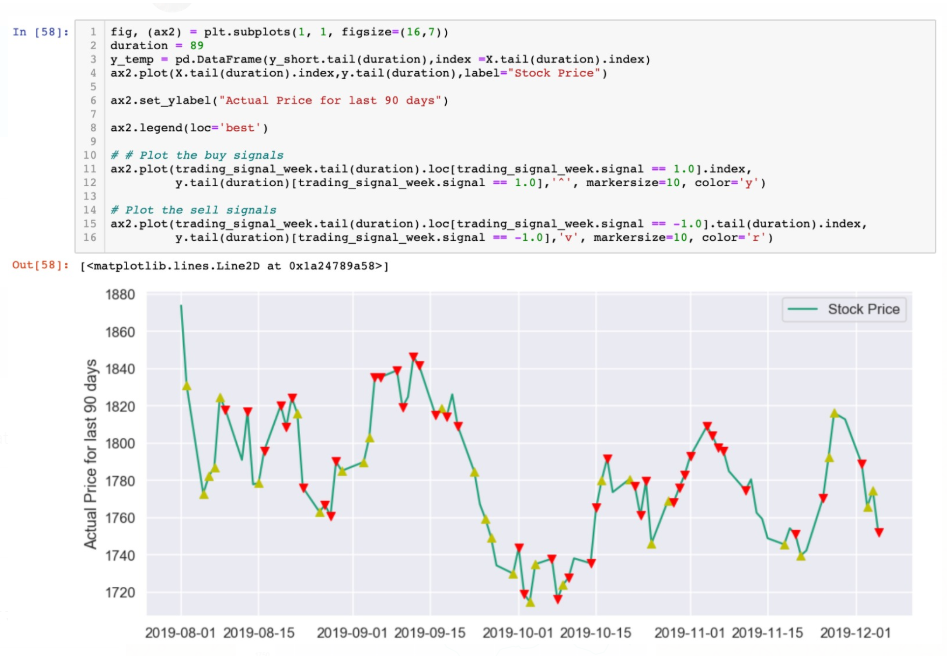 In [58]:
1 fig, (ax2) = plt.subplots(1, 1, figsize=(16,7))
2 duration = 89
3 y_temp = pd.DataFrame(y_short.tail(duration),index =X.tail(duration).index)
4 ax2.plot(X.tail(duration).index,y.tail(duration),label="Stock Price")
5
6 ax2.set_ylabel("Actual Price for last 90 days")
7
8 ax2.legend(loc='best')
9
10 # # Plot the buy signals
11 ax2.plot(trading_signal_week.tail(duration).loc[trading_signal_week.signal == 1.0].index,
12 y.tail(duration)[trading_signal_week.signal == 1.0],'^', markersize=10, color='y')
13
14 # Plot the sell signals
15 ax2.plot(trading_signal_week.tail(duration).loc[trading_signal_week.signal == -1.0].tail(duration).index,
16 y.tail(duration)[trading_signal_week.signal == -1.0],'v', markersize=10, color='r')
Out[58]: [<matplotlib.lines.Line2D at 0x1a24789a58>]
Stock Price
Actual Price for last 90 days
1880
1860
1840
1820
1800
1780
1760
1740
1720
2019-08-01 2019-08-15 2019-09-01 2019-09-15 2019-10-01 2019-10-15 2019-11-01 2019-11-15 2019-12-01